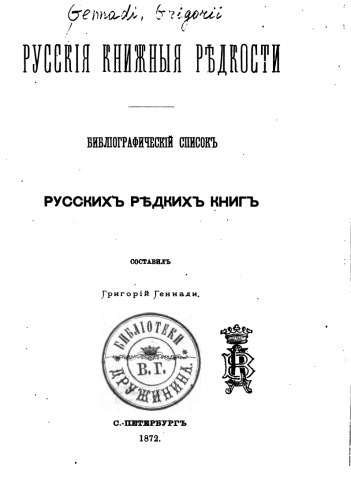 Gennadi, Grigorii
РУССКІЯ КНИЖНЫЯ РѢДКОСТИ
БИБЛІОГРАФИЧЕСКІЙ СПИСОКЪ
РУССКИХЪ РѢДКИХЪ КНИГЪ
СОСТАВИЛЪ
Григорій Геннади.
БИБЛІОТЕКИ
В. Г.
ДРУЖИНИНА
С.-ПЕТЕРБУРГЪ
1872.